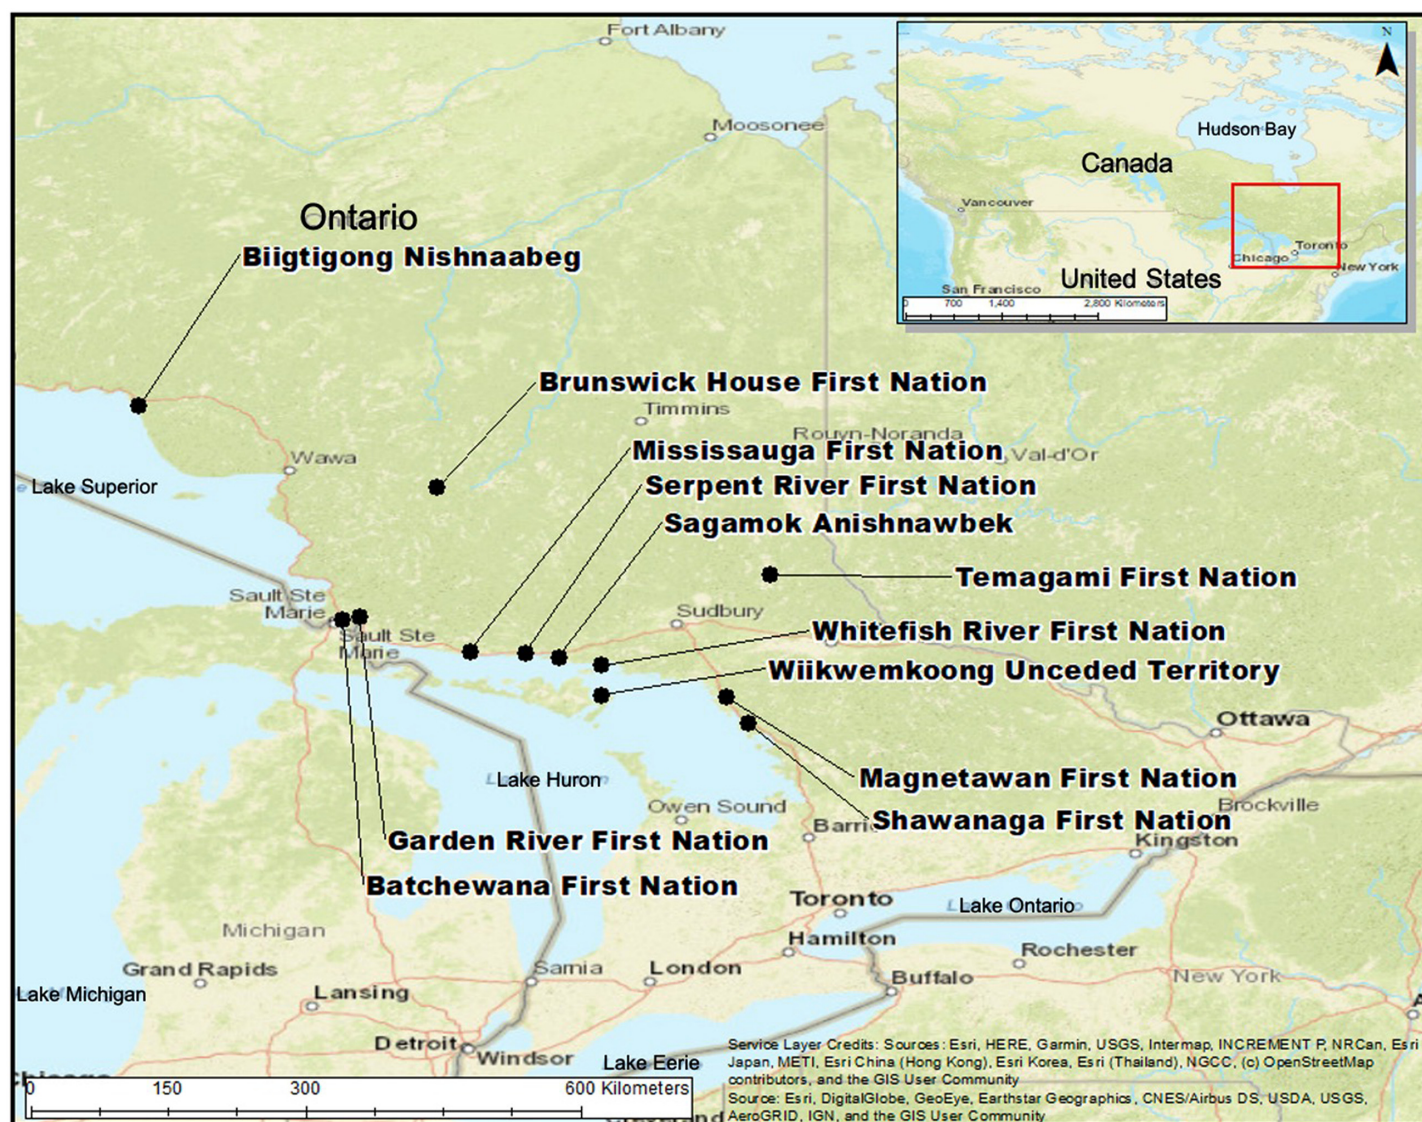 Fort Albany
N
Hudson Bay
Moosonee
Canada
Vancouver
Ontario
Toronto
Chicago
New York
United States
San Francisco
0 700 1,400 2,800 Kilometers
Biigtigong Nishnaabeg
Brunswick House First Nation
Timmins
Rouyn-Noranda
Mississauga First Nation
Val-d'Or
Wawa
Lake Superior
Serpent River First Nation
Sagamok Anishnawbek
Temagami First Nation
Sault Ste
Marie
Sudbury
Sault Ste
Marie
Whitefish River First Nation
Wiikwemkoong Unceded Territory
Ottawa
Lake Huron
Magnetawan First Nation
Owen Sound
Brockville
Barrie
Shawanaga First Nation
Garden River First Nation
Kingston
Batchewana First Nation
Toronto
Lake Ontario
Michigan
Hamilton
Rochester
Grand Rapids
Sarnia
London
Buffalo
New York
Lake Michigan
Lansing
Detroit
Windsor
Lake Eerie
Service Layer Credits: Sources: Esri, HERE, Garmin, USGS, Intermap, INCREMENT P, NRCan, Esri
Japan, METI, Esri China (Hong Kong), Esri Korea, Esri (Thailand), NGCC, (c) OpenStreetMap
contributors, and the GIS User Community
Source: Esri, DigitalGlobe, GeoEye, Earthstar Geographics, CNES/Airbus DS, USDA, USGS,
AeroGRID, IGN, and the GIS User Community
0 150 300 600 Kilometers